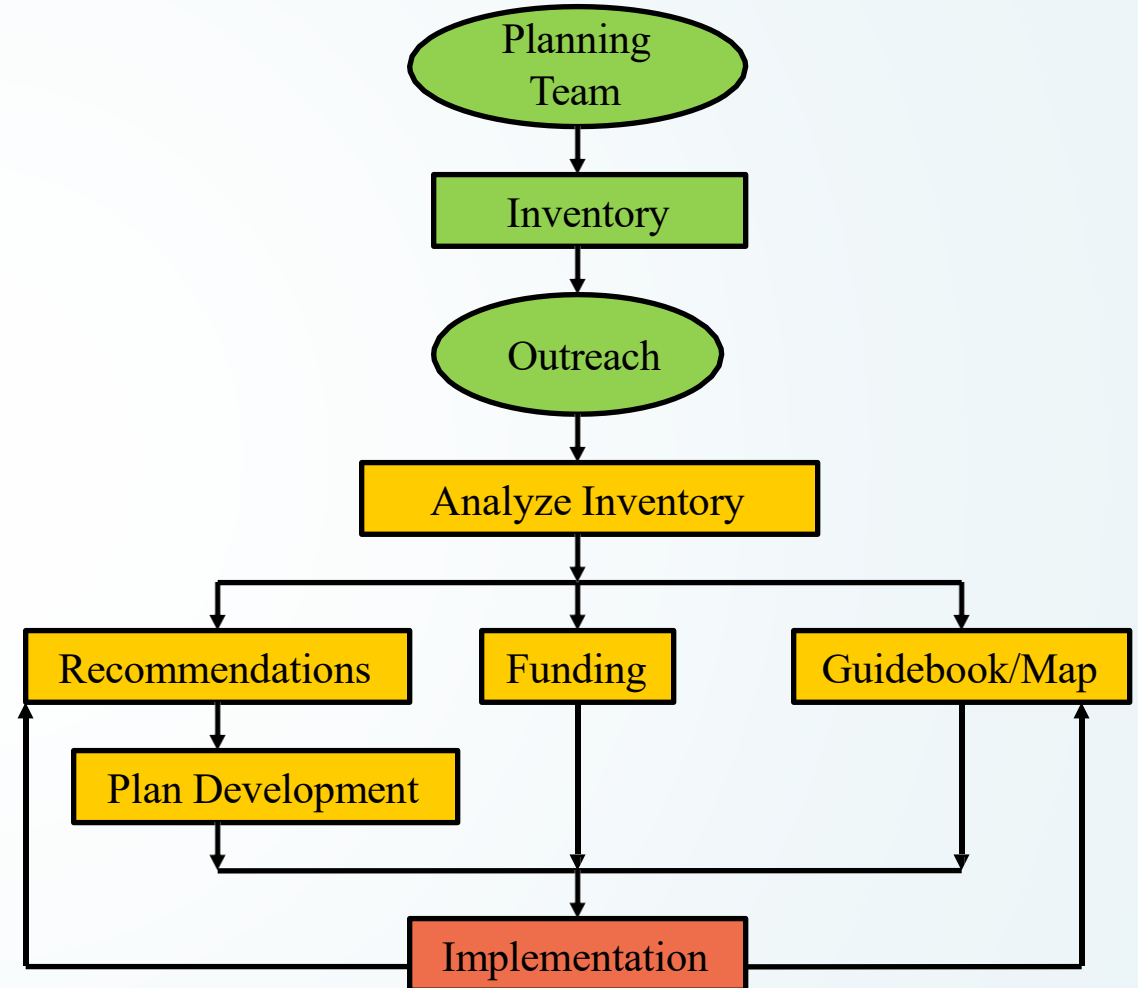 Planning
Team
Inventory
Outreach
Analyze Inventory
Recommendations
Funding
Guidebook/Map
Plan Development
Implementation